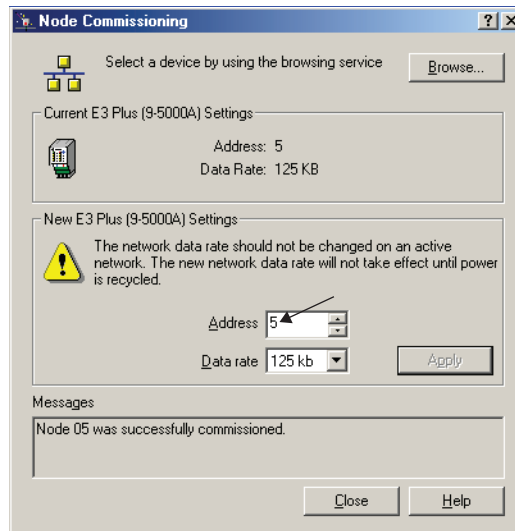 Node Commissioning
Select a device by using the browsing service
Browse...
Current E3 Plus (9-5000A) Settings
Address: 5
Data Rate: 125 KB
New E3 Plus (9-5000A) Settings
The network data rate should not be changed on an active
network. The new network data rate will not take effect until power
is recycled.
Address 5
Data rate 125 kb
Apply
Messages
Node 05 was successfully commissioned.
Close Help